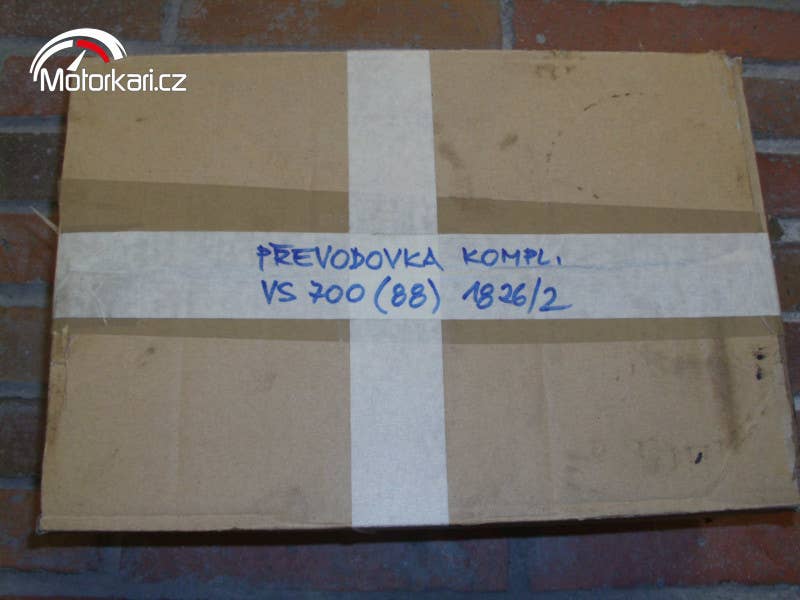 Motorkari.cz
PŘEVODOVKA KOMPL.
VS 700 (88) 1826/2